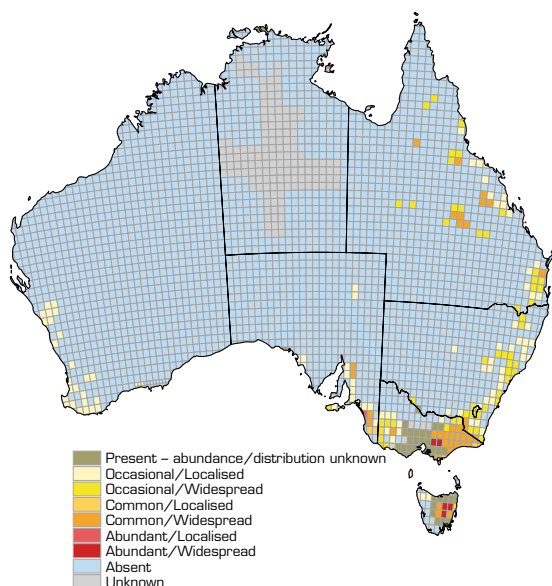 Present – abundance/distribution unknown
Occasional/Localised
Occasional/Widespread
Common/Localised
Common/Widespread
Abundant/Localised
Abundant/Widespread
Absent
Unknown